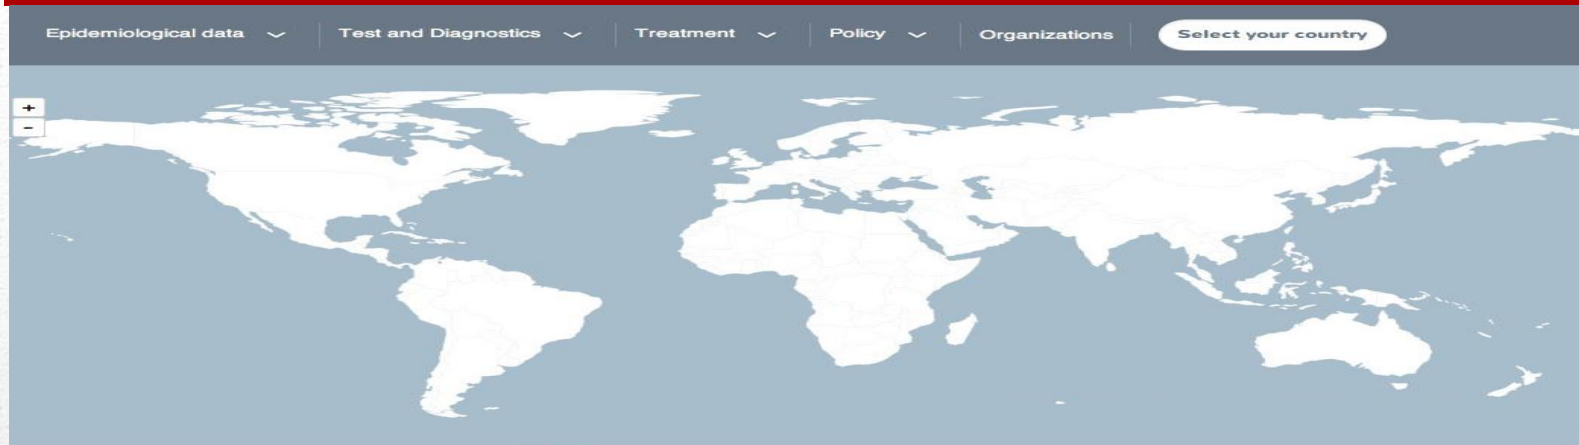 Epidemiological data Test and Diagnostics Treatment Policy Organizations Select your country
+
-